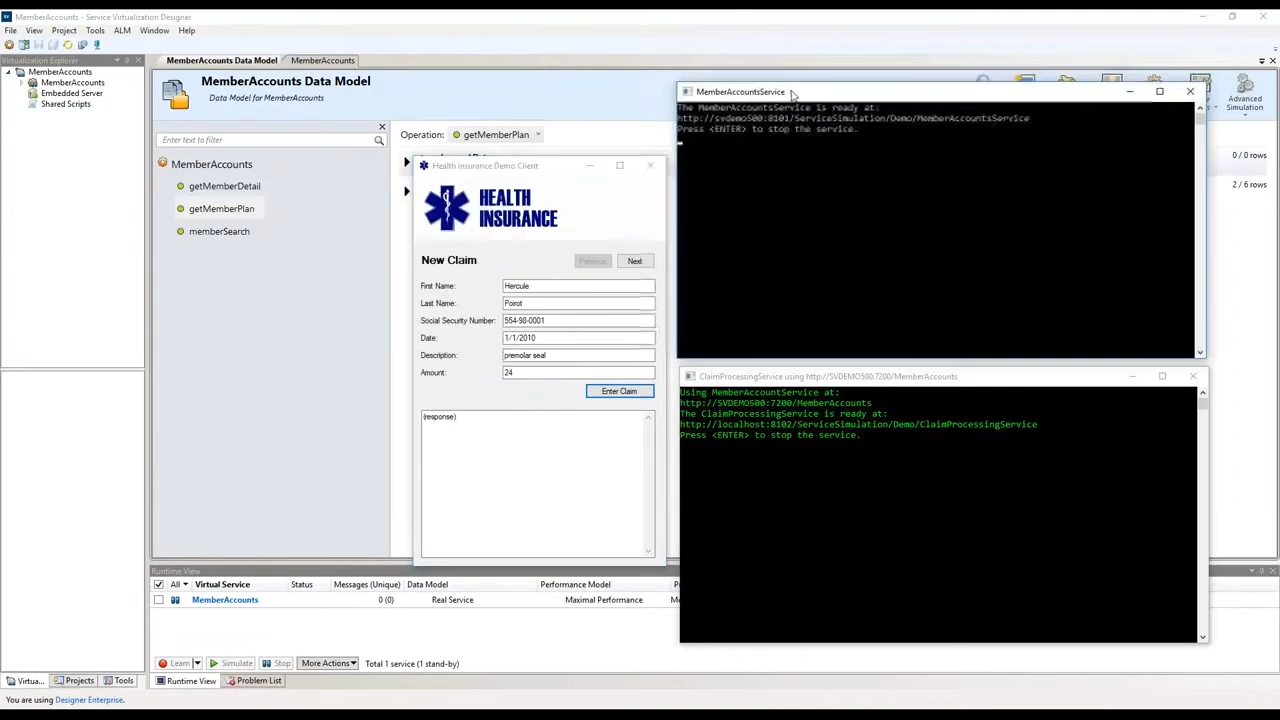 MemberAccounts - Service Virtualization Designer
File View Project Tools ALM Window Help
Virtualization Explorer
MemberAccounts
MemberAccounts
Embedded Server
Shared Scripts
MemberAccounts Data Model MemberAccounts
MemberAccounts Data Model
Data Model for MemberAccounts
Advanced
Simulation
Enter text to filter
MemberAccounts
getMemberDetail
getMemberPlan
memberSearch
Operation: getMemberPlan
0 / 0 rows
2 / 6 rows
Health Insurance Demo Client
HEALTH
INSURANCE
New Claim
Previous Next
First Name: Hercule
Last Name: Poirot
Social Security Number: 554-98-0001
Date: 1/1/2010
Description: premolar seal
Amount: 24
Enter Claim
(response)
MemberAccountsService
The MemberAccountsService is ready at:
http://svdemo500:8101/ServiceSimulation/Demo/MemberAccountsService
Press <ENTER> to stop the service.
ClaimProcessingService using http://SVDEMO500:7200/MemberAccounts
Using MemberAccountService at:
http://SVDEMO500:7200/MemberAccounts
The ClaimProcessingService is ready at:
http://localhost:8102/ServiceSimulation/Demo/ClaimProcessingService
Press <ENTER> to stop the service.
Runtime View
All Virtual Service Status Messages (Unique) Data Model Performance Model
MemberAccounts 0 (0) Real Service Maximal Performance
Learn Simulate Stop More Actions Total 1 service (1 stand-by)
Virtua... Projects Tools
Runtime View Problem List
You are using Designer Enterprise.